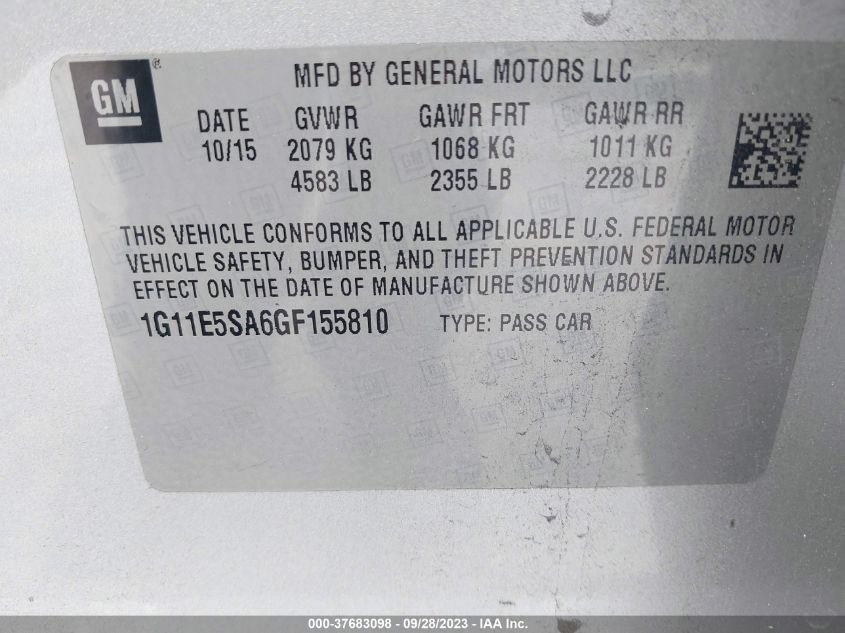 GM ®
MFD BY GENERAL MOTORS LLC
DATE GVWR GAWR FRT GAWR RR
10/15 2079 KG 1068 KG 1011 KG
4583 LB 2355 LB 2228 LB
THIS VEHICLE CONFORMS TO ALL APPLICABLE U.S. FEDERAL MOTOR
VEHICLE SAFETY, BUMPER, AND THEFT PREVENTION STANDARDS IN
EFFECT ON THE DATE OF MANUFACTURE SHOWN ABOVE.
1G11E5SA6GF155810 TYPE: PASS CAR
000-37683098 - 09/28/2023 - IAA Inc.